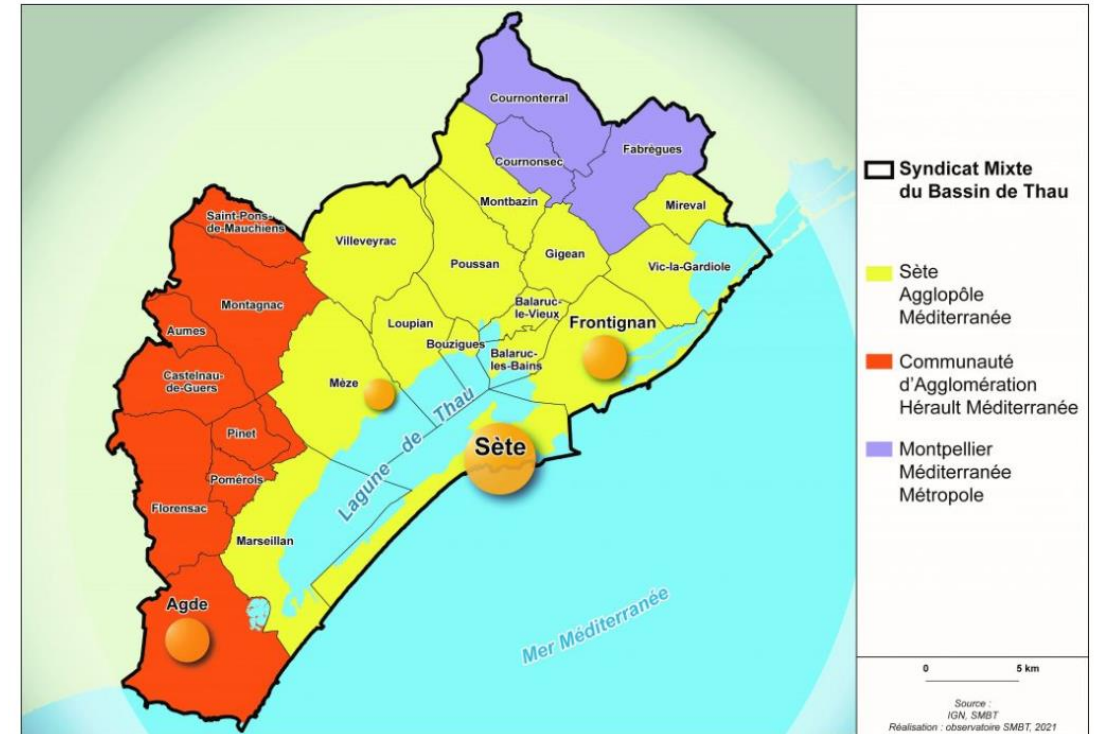 Cournonterral
Cournonsec
Fabrégues
Montbazin
Mireval
Saint-Pons-
de-Mauchiens
Villeveyrac
Gigean
Poussan
Vic-la-Gardiole
Montagnac
Balaruc-
le-Vieux
Loupian
Frontignan
Aumes
Bouzigues
Balaruc-
les-Bains
Castelnau-
de-Guers
Mèze
Pinet
Lagune de Thau
Sète
Pomérols
Florensac
Marseillan
Agde
Mer Méditerranée
Syndicat Mixte
du Bassin de Thau
Sète
Agglopôle
Méditerranée
Communauté
d'Agglomération
Hérault Méditerranée
Montpellier
Méditerranée
Métropole
0 5 km
Source :
IGN, SMBT
Réalisation : observatoire SMBT, 2021